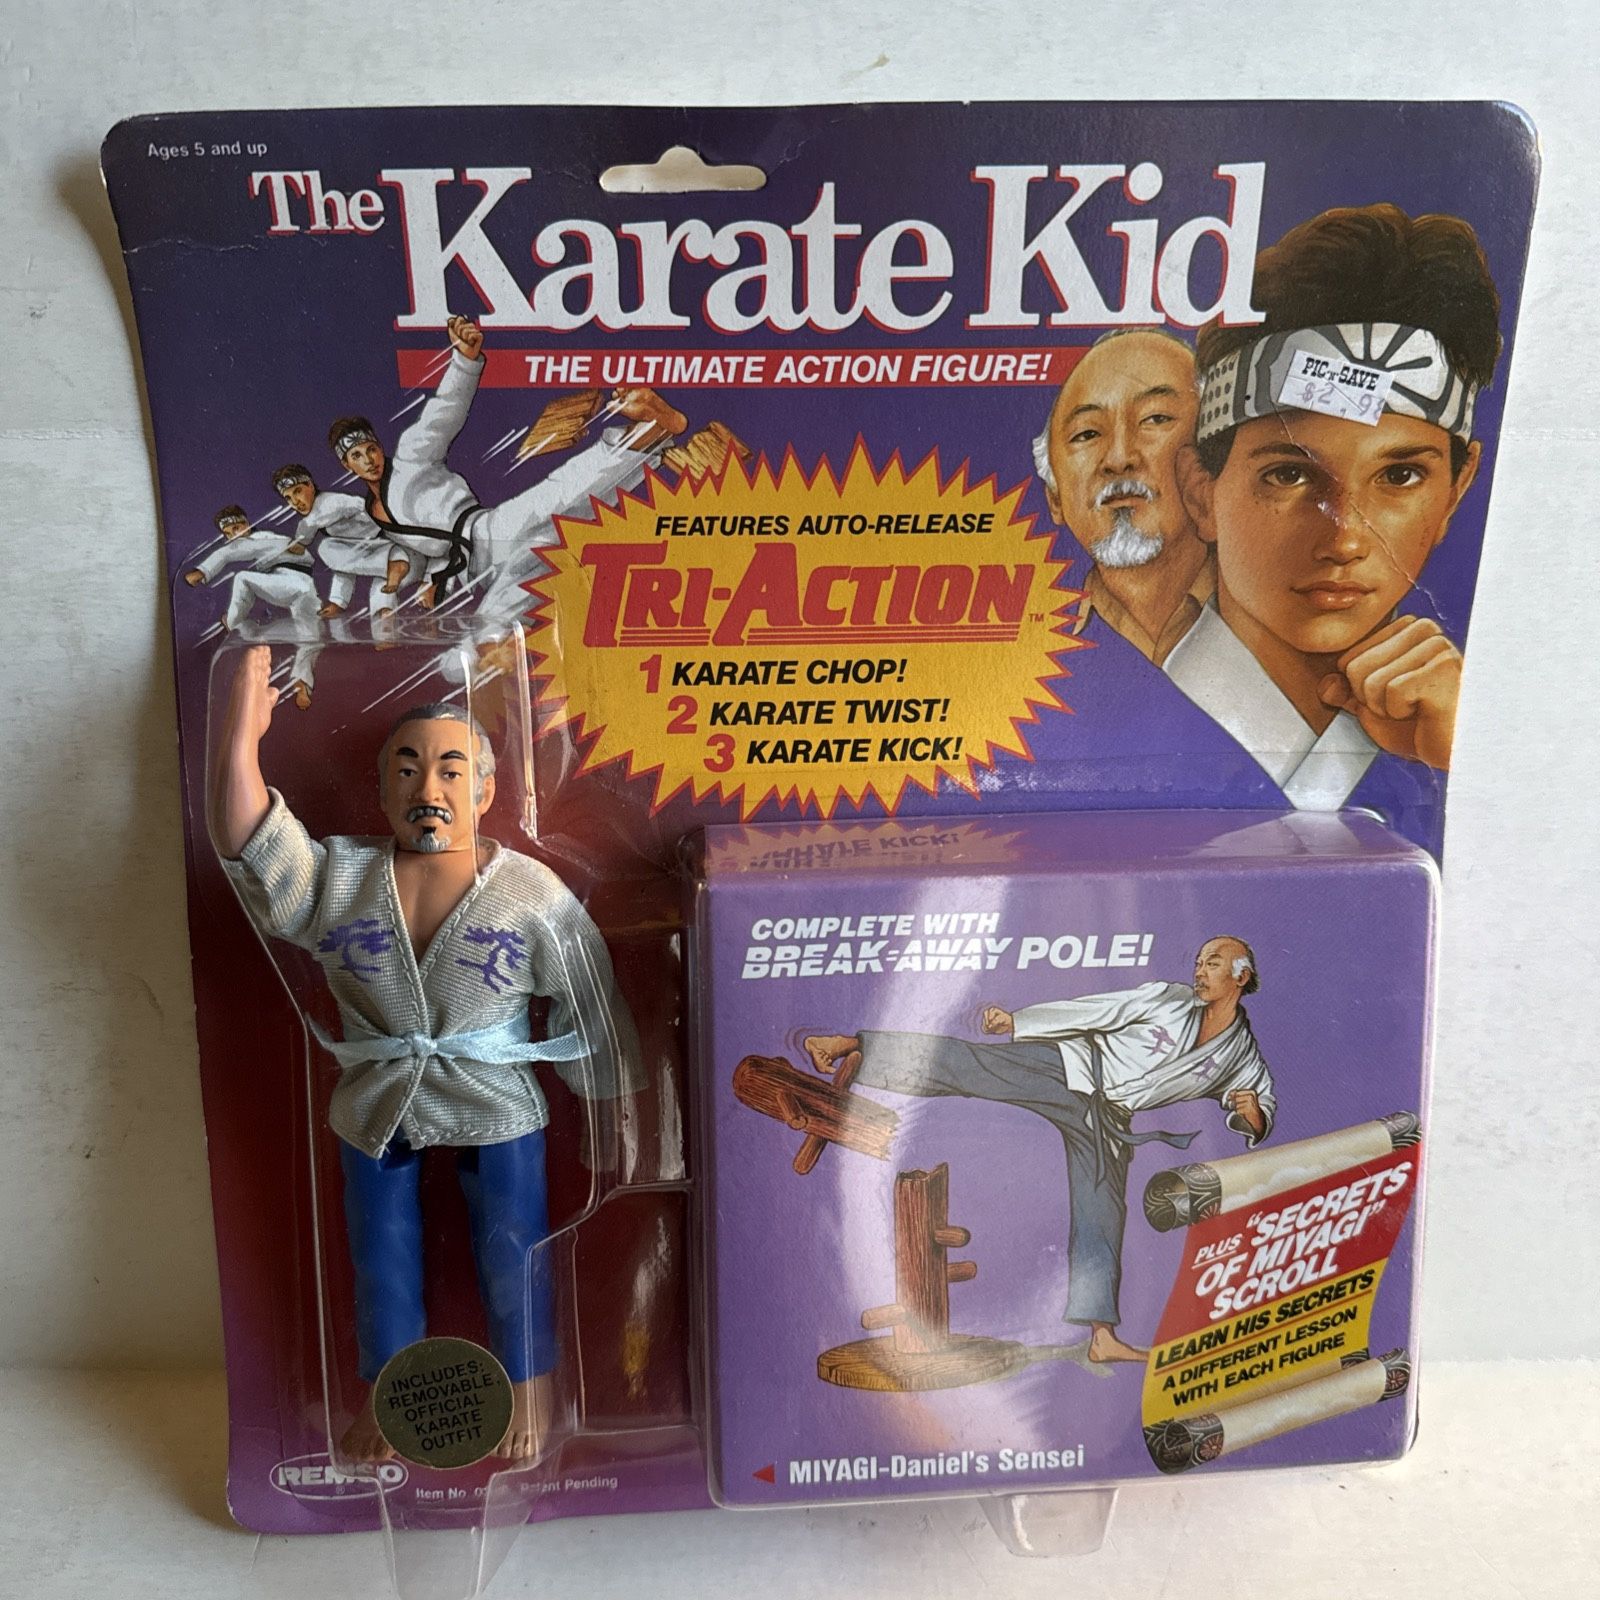 Ages 5 and up
The Karate Kid
THE ULTIMATE ACTION FIGURE!
PIC 'N' SAVE
$2.98
FEATURES AUTO-RELEASE
TRI-ACTION™
1 KARATE CHOP!
2 KARATE TWIST!
3 KARATE KICK!
COMPLETE WITH
BREAK-AWAY POLE!
PLUS "SECRETS
OF MIYAGI"
SCROLL
LEARN HIS SECRETS
A DIFFERENT LESSON
WITH EACH FIGURE
MIYAGI-Daniel's Sensei
INCLUDES:
REMOVABLE,
OFFICIAL
KARATE
OUTFIT
REMCO®
Item No. Patent Pending